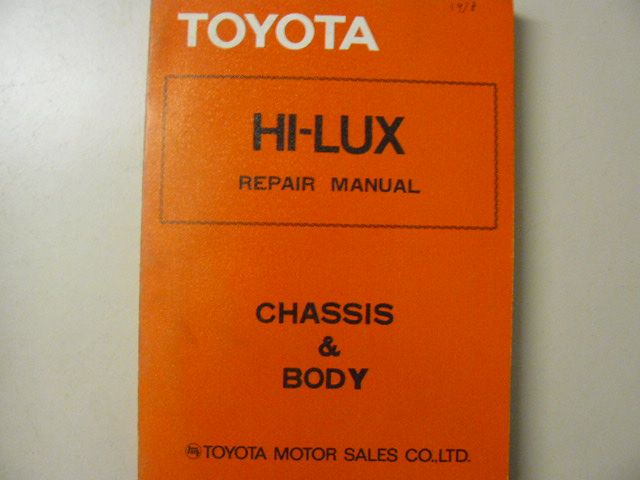 TOYOTA
HI-LUX
REPAIR MANUAL
CHASSIS
&
BODY
TOYOTA MOTOR SALES CO.,LTD.